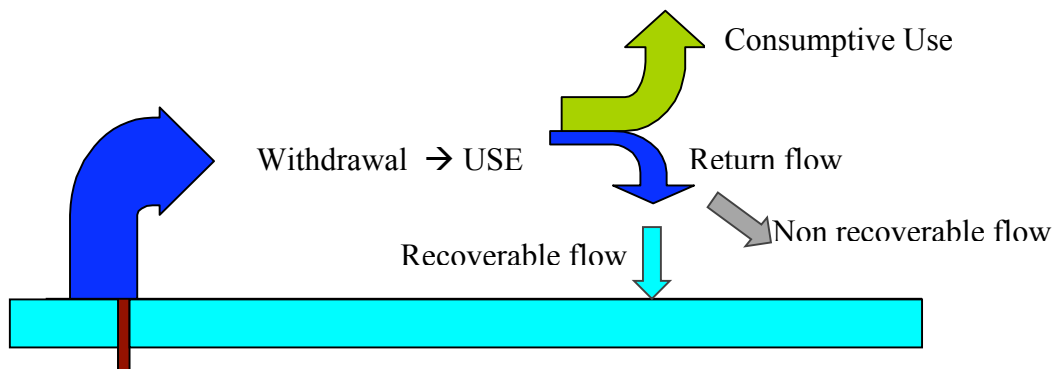 Consumptive Use
Withdrawal → USE
Return flow
Non recoverable flow
Recoverable flow